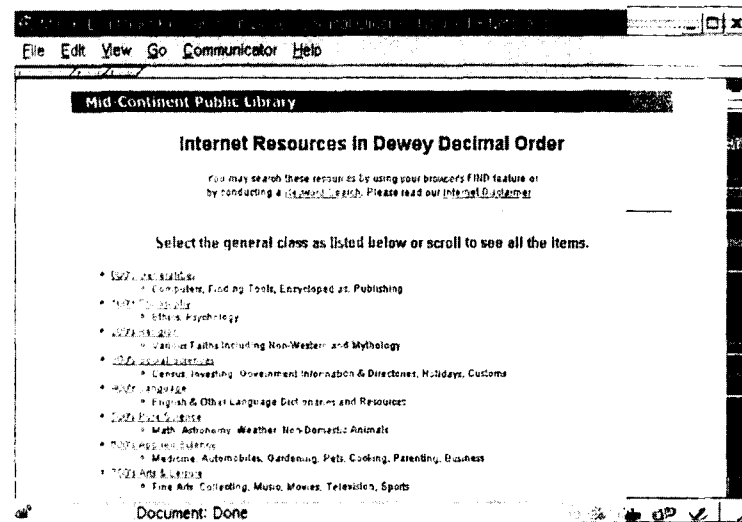 File Edit View Go Communicator Help
Mid-Continent Public Library
Internet Resources in Dewey Decimal Order
You may search these resources by using your browser's FIND feature or
by conducting a Keyword Search. Please read our Internet Disclaimer
Select the general class as listed below or scroll to see all the items.
Computers, Finding Tools, Encyclopedias, Publishing
Ethics, Psychology
Various Faiths Including Non-Western and Mythology
Census, Investing, Government Information & Directories, Holidays, Customs
Language
English & Other Language Dictionaries and Resources
Pure Science
Math, Astronomy, Weather, Non-Domestic Animals
Applied Science
Medicine, Automobiles, Gardening, Pets, Cooking, Parenting, Business
700's Arts & Leisure
Fine Arts, Collecting, Music, Movies, Television, Sports
Document: Done